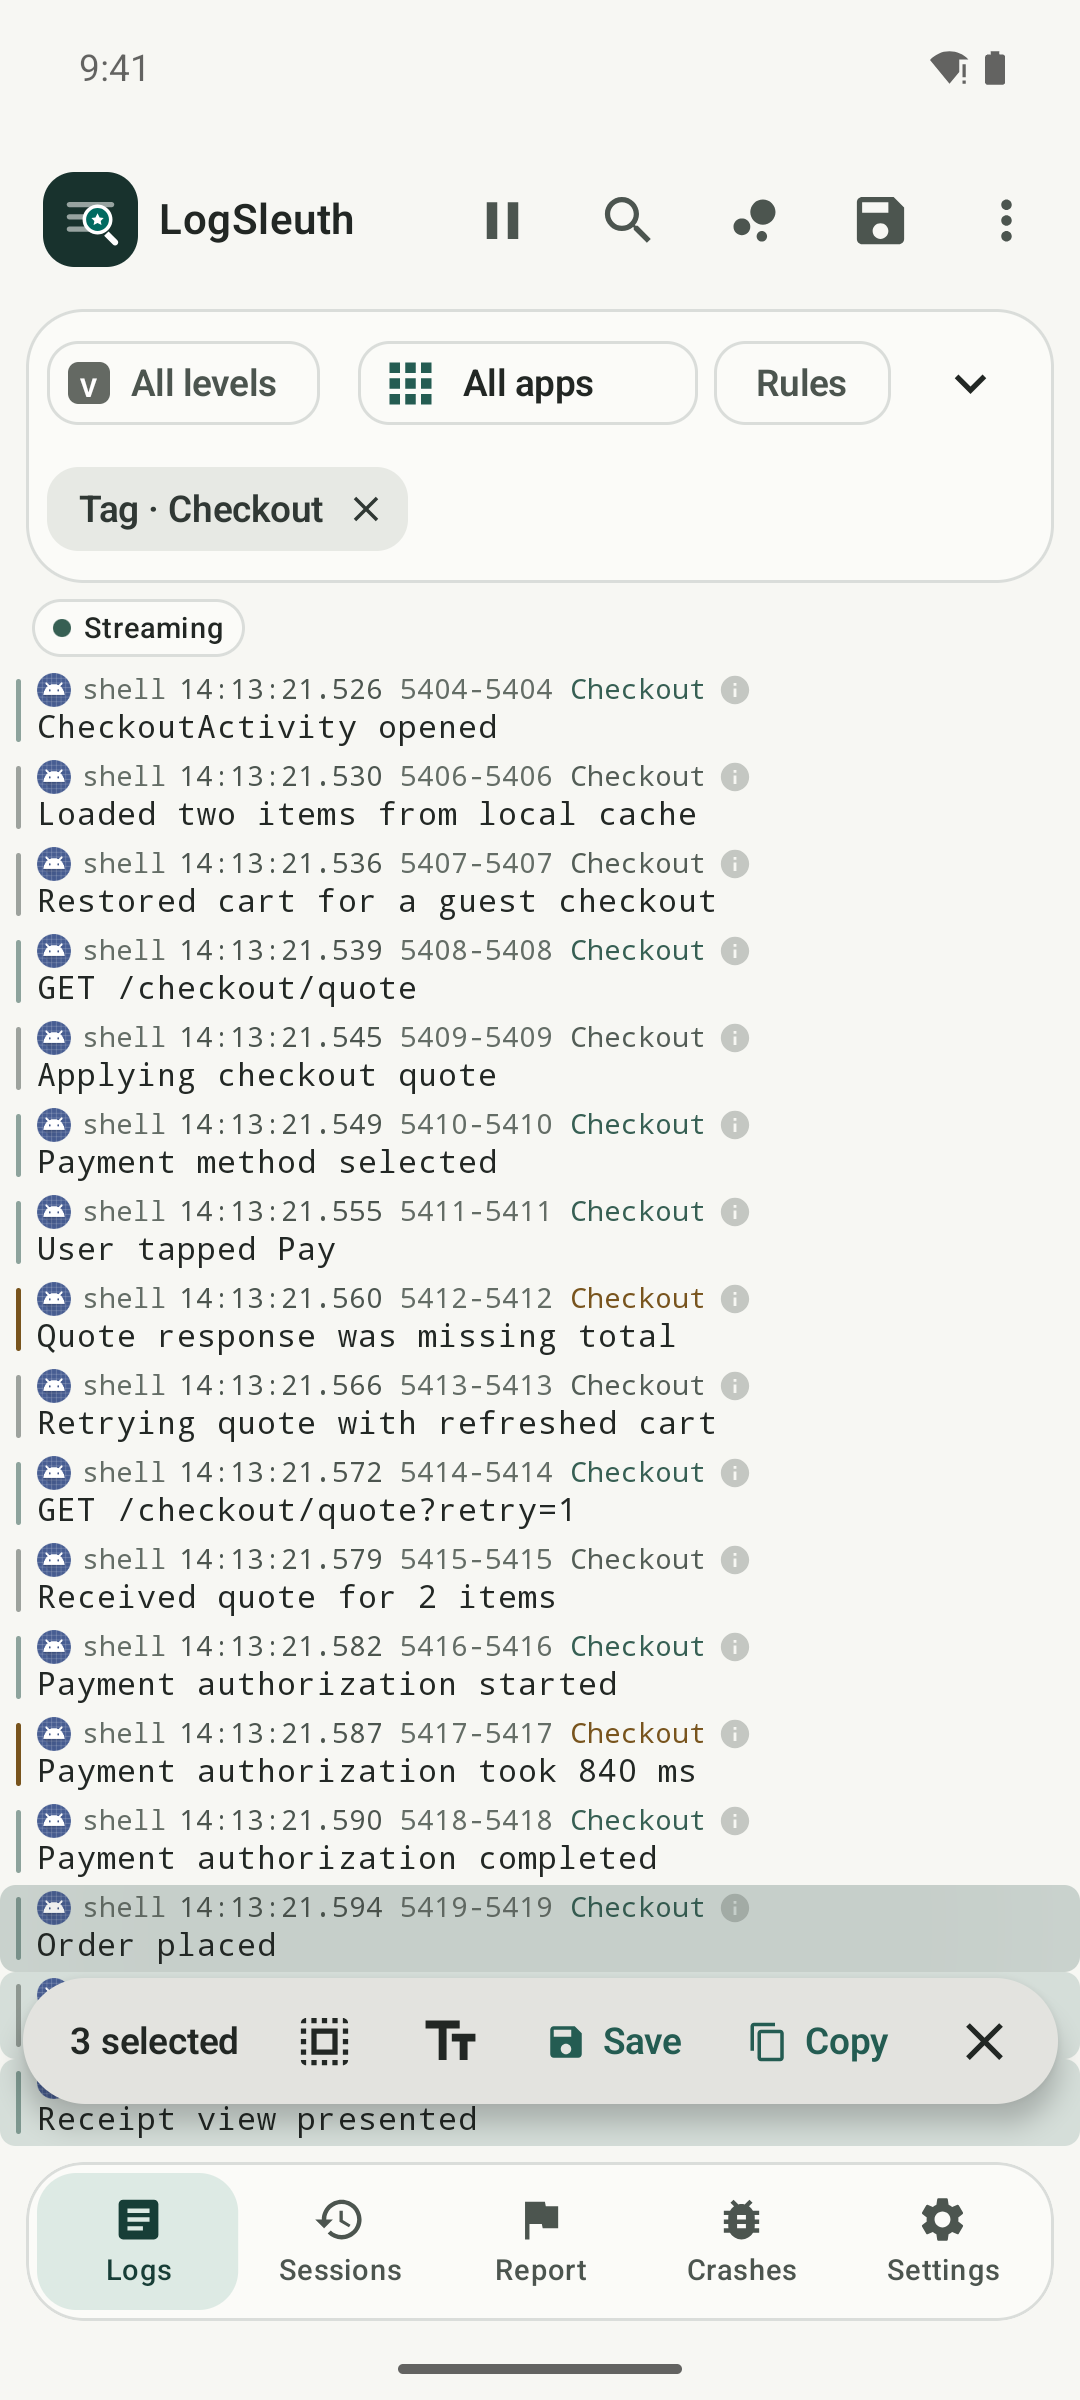 9:41
LogSleuth
V All levels
All apps
Rules
Tag · Checkout
Streaming
shell 14:13:21.526 5404-5404 Checkout
CheckoutActivity opened
shell 14:13:21.530 5406-5406 Checkout
Loaded two items from local cache
shell 14:13:21.536 5407-5407 Checkout
Restored cart for a guest checkout
shell 14:13:21.539 5408-5408 Checkout
GET /checkout/quote
shell 14:13:21.545 5409-5409 Checkout
Applying checkout quote
shell 14:13:21.549 5410-5410 Checkout
Payment method selected
shell 14:13:21.555 5411-5411 Checkout
User tapped Pay
shell 14:13:21.560 5412-5412 Checkout
Quote response was missing total
shell 14:13:21.566 5413-5413 Checkout
Retrying quote with refreshed cart
shell 14:13:21.572 5414-5414 Checkout
GET /checkout/quote?retry=1
shell 14:13:21.579 5415-5415 Checkout
Received quote for 2 items
shell 14:13:21.582 5416-5416 Checkout
Payment authorization started
shell 14:13:21.587 5417-5417 Checkout
Payment authorization took 840 ms
shell 14:13:21.590 5418-5418 Checkout
Payment authorization completed
shell 14:13:21.594 5419-5419 Checkout
Order placed
3 selected
Save
Copy
Receipt view presented
Logs
Sessions
Report
Crashes
Settings